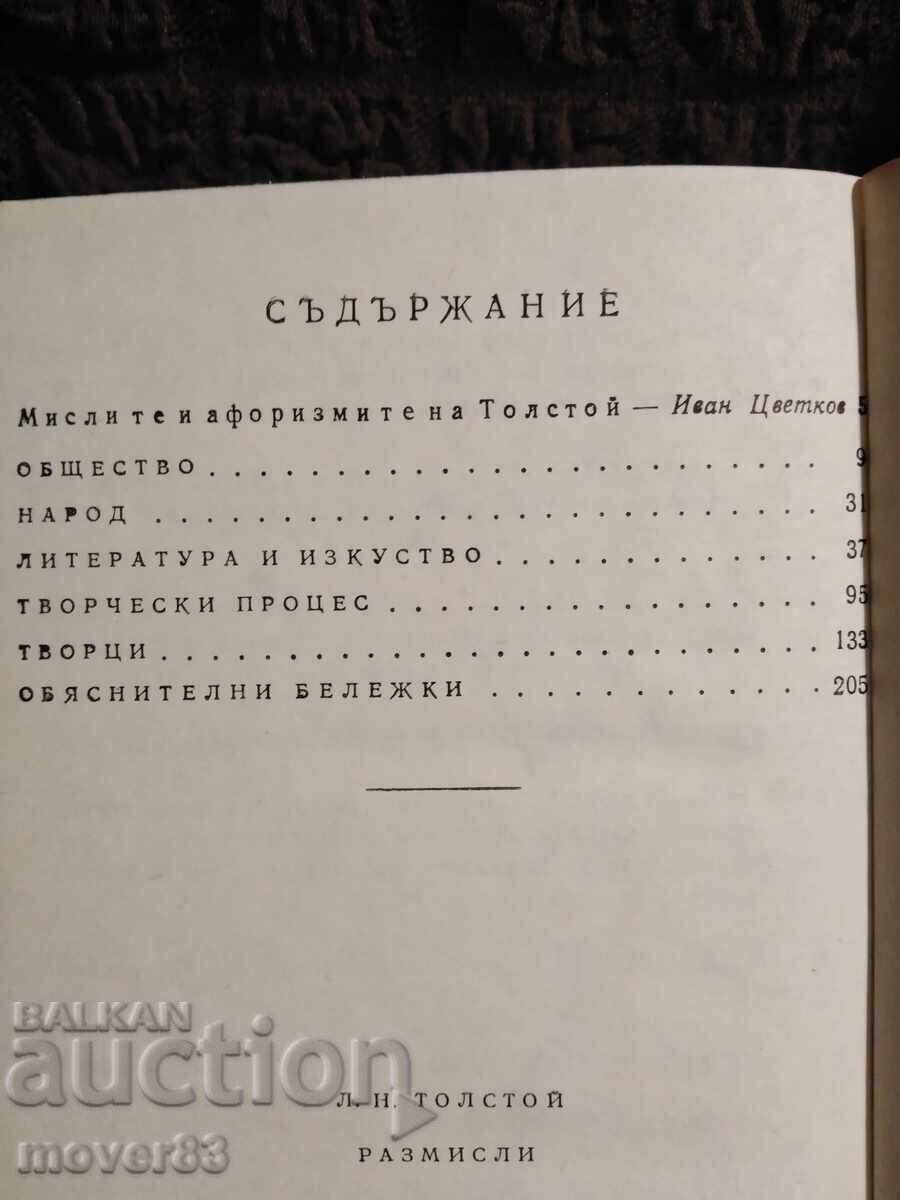 СЪДЪРЖАНИЕ
Мислите и афоризмите на Толстой — Иван Цветков 5
ОБЩЕСТВО . . . . . . . . . . . . . . . . . . . . . . . 9
НАРОД . . . . . . . . . . . . . . . . . . . . . . . . . 31
ЛИТЕРАТУРА И ИЗКУСТВО . . . . . . . . . . . . . 37
ТВОРЧЕСКИ ПРОЦЕС . . . . . . . . . . . . . . . . 95
ТВОРЦИ . . . . . . . . . . . . . . . . . . . . . . . . 133
ОБЯСНИТЕЛНИ БЕЛЕЖКИ . . . . . . . . . . . . 205
BALKAN
auction
Л. Н. ТОЛСТОЙ
mover83
РАЗМИСЛИ